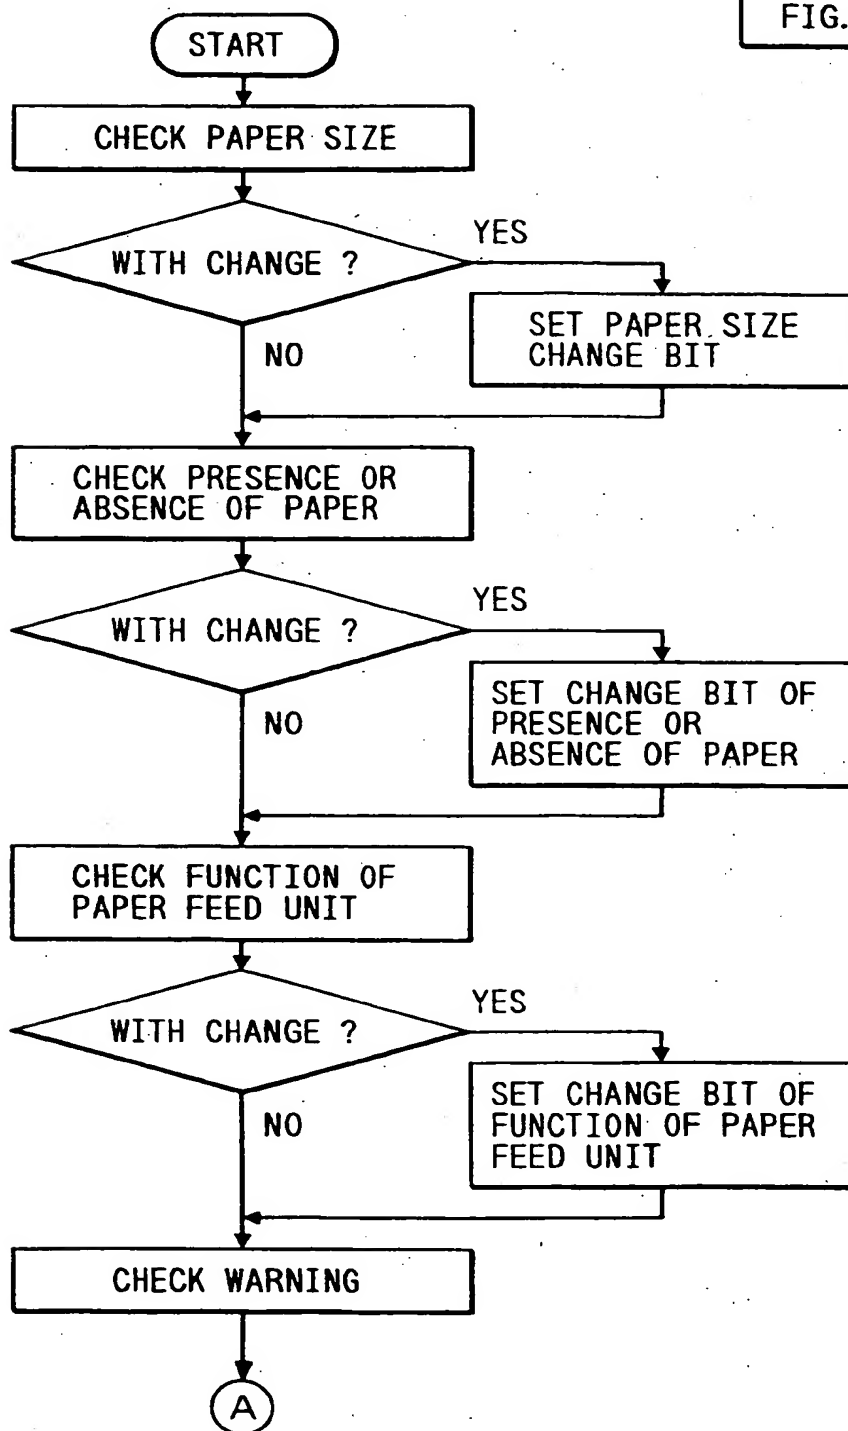 FIG.
START
CHECK PAPER SIZE
WITH CHANGE ?
YES
SET PAPER SIZE
CHANGE BIT
NO
CHECK PRESENCE OR
ABSENCE OF PAPER
WITH CHANGE ?
YES
SET CHANGE BIT OF
PRESENCE OR
ABSENCE OF PAPER
NO
CHECK FUNCTION OF
PAPER FEED UNIT
WITH CHANGE ?
YES
SET CHANGE BIT OF
FUNCTION OF PAPER
FEED UNIT
NO
CHECK WARNING
A